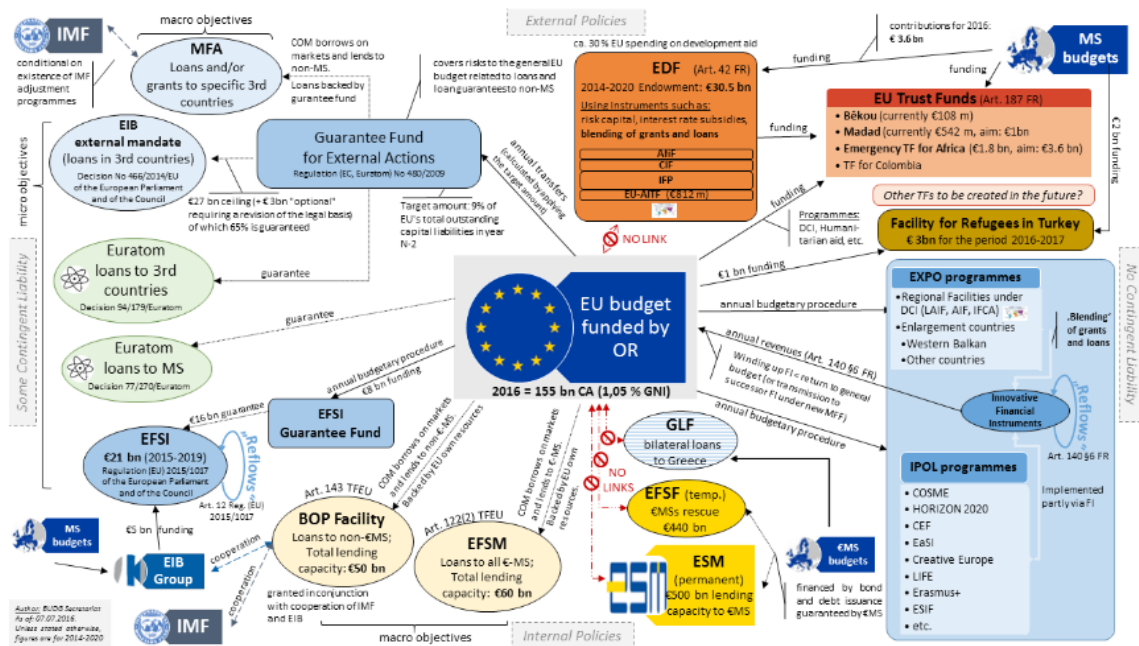 External Policies
macro objectives
IMF
conditional on
existence of IMF
adjustment
programmes
MFA
Loans and/or
grants to specific 3rd
countries
COM borrows on
markets and lends to
non-MS.
Loans backed by
gurantee fund
covers risks to the general EU
budget related to loans and
loan guarantees to non-MS
ca. 30% EU spending on development aid
EDF (Art. 42 FR)
2014-2020 Endowment: €30.5 bn
Using Instruments such as:
risk capital, interest rate subsidies,
blending of grants and loans
AfIF
CIF
IFP
EU-AITF (€812 m)
contributions for 2016:
€ 3.6 bn
MS
budgets
funding
funding
funding
funding
€2 bn funding
EU Trust Funds (Art. 187 FR)
• Bêkou (currently €108 m)
• Madad (currently €542 m, aim: €1bn)
• Emergency TF for Africa (€1.8 bn, aim: €3.6 bn)
• TF for Colombia
Other TFs to be created in the future?
Facility for Refugees in Turkey
€ 3bn for the period 2016-2017
Programmes:
DCI, Humani-
tarian aid, etc.
€1 bn funding
microobjectives
EIB
external mandate
(loans in 3rd countries)
Decision No 466/2014/EU
of the European Parliament
and of the Council
Guarantee Fund
for External Actions
Regulation (EC, Euratom) No 480/2009
annual transfers
(calculated by applying
the target amount)
€27 bn ceiling (+ € 3bn "optional"
requiring a revision of the legal basis)
of which 65% is guaranteed
Target amount: 9% of
EU's total outstanding
capital liabilities in year
N-2
NO LINK
Some Contingent Liability
No Contingent Liability
Euratom
loans to 3rd
countries
Decision 94/179/Euratom
guarantee
Euratom
loans to MS
Decision 77/270/Euratom
guarantee
EU budget
funded by
OR
2016 = 155 bn CA (1,05 % GNI)
annual budgetary procedure
annual revenues (Art. 140 §6 FR)
Winding up FI < return to general
budget (or transmission to
successor FI under new MFF)
annual budgetary procedure
EXPO programmes
•Regional Facilities under
DCI (LAIF, AIF, IFCA)
•Enlargement countries
•Western Balkan
•Other countries
„Blending'
of grants
and loans
Innovative
Financial
Instruments
„Reflows"
Art. 140§6 FR
Implemented
partly via FI
IPOL programmes
• COSME
• HORIZON 2020
• CEF
• EaSI
• Creative Europe
• LIFE
• Erasmus+
• ESIF
• etc.
annual budgetary procedure
€8 bn funding
€16 bn guarantee
EFSI
Guarantee Fund
EFSI
€21 bn (2015-2019)
Regulation (EU) 2015/1017
of the European Parliament
and of the Council
„Reflows"
Art. 12 Reg. (EU)
2015/1017
€5 bn funding
MS
budgets
EIB
Group
cooperation
cooperation
IMF
COM borrows on markets
and lends to non-€-MS.
Backed by EU own resources
Art. 143 TFEU
BOP Facility
Loans to non-€MS;
Total lending
capacity: €50 bn
granted in conjunction
with cooperation of IMF
and EIB
COM borrows on markets
and lends to €-MS.
Backed by EU own
resources
Art. 122(2) TFEU
EFSM
Loans to all €-MS;
Total lending
capacity: €60 bn
macro objectives
Internal Policies
NO
LINKS
GLF
bilateral loans
to Greece
EFSF (temp.)
€MSs rescue
€440 bn
esm
ESM
(permanent)
€500 bn lending
capacity to €MS
€MS
budgets
financed by bond
and debt issuance
guaranteed by €MS
Author: BUDG Secretariat
As of: 07.07.2016.
Unless stated otherwise,
figures are for 2014-2020